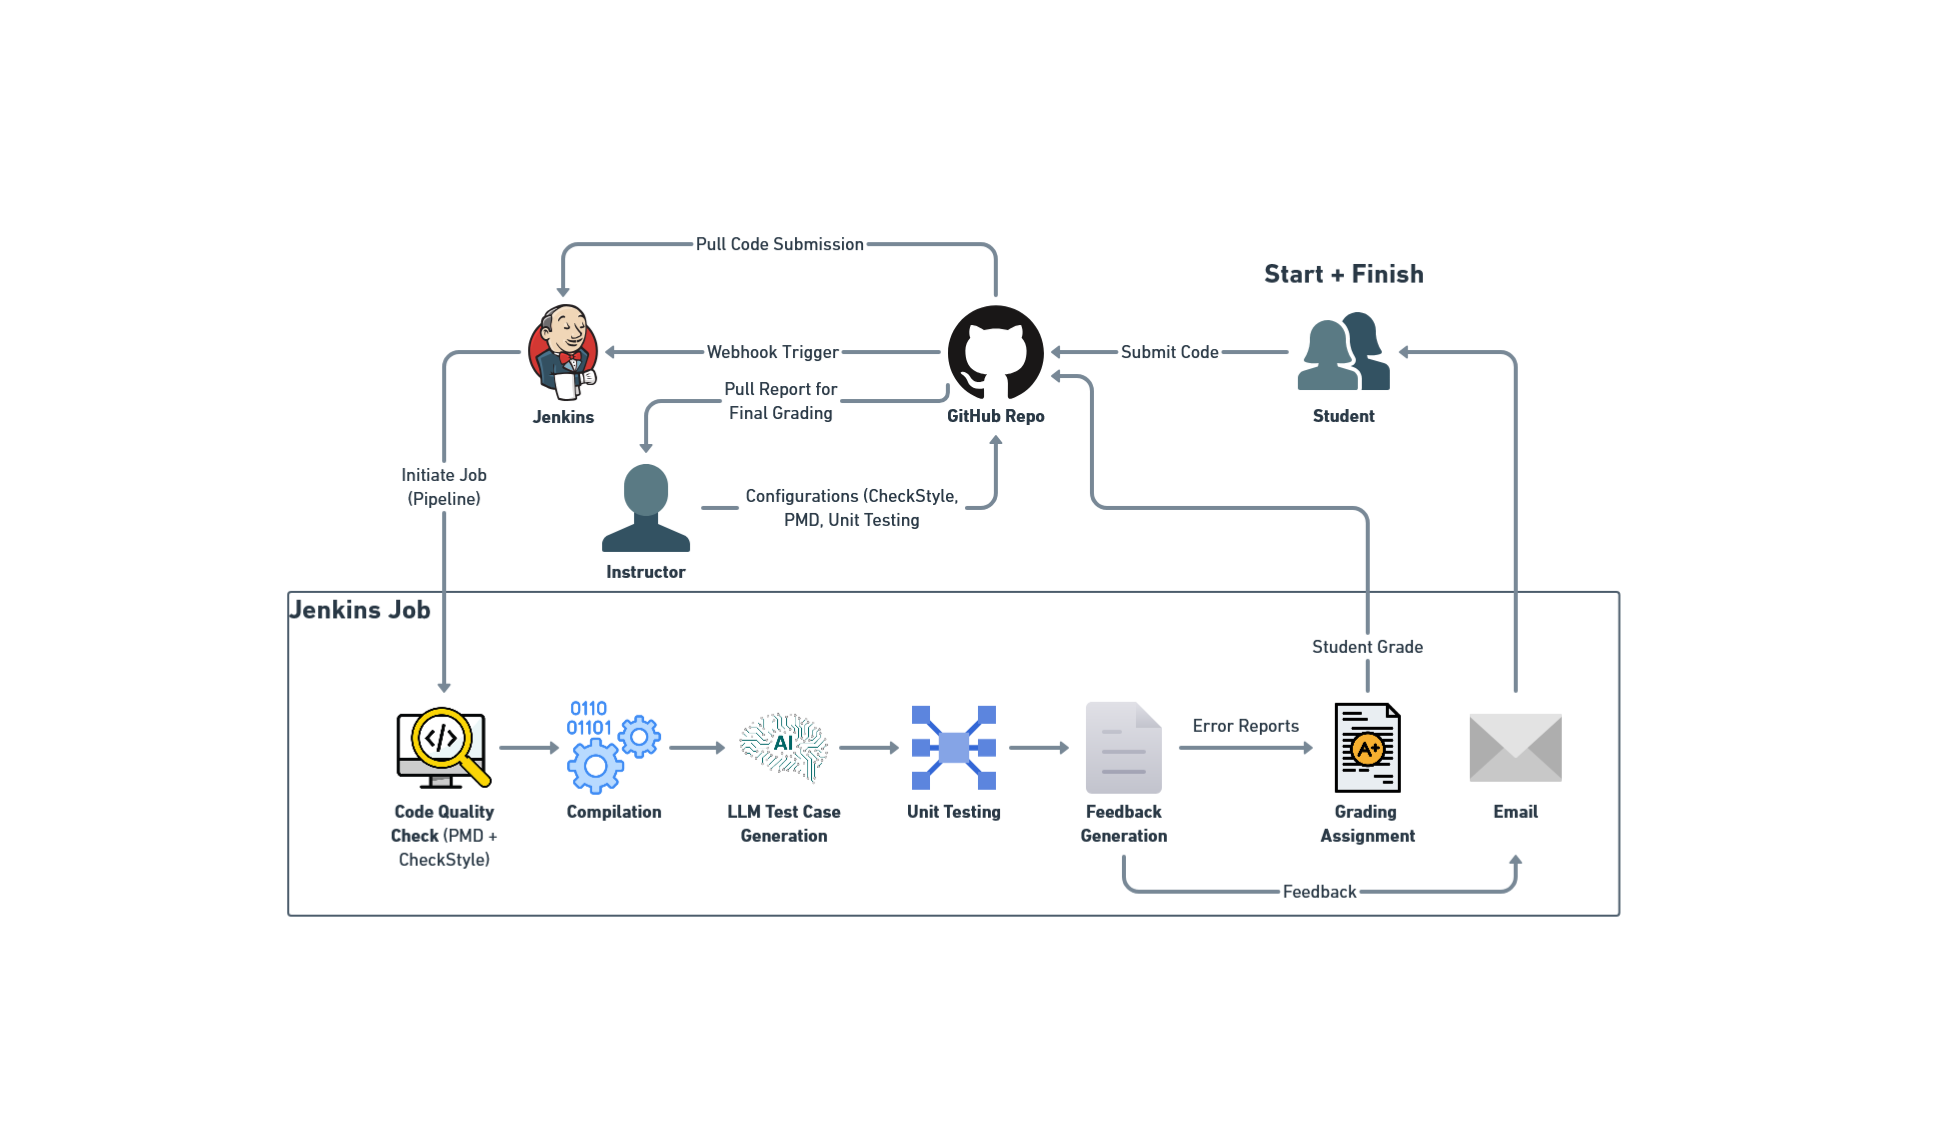 Pull Code Submission
Start + Finish
Webhook Trigger
Submit Code
Pull Report for
Final Grading
Jenkins
GitHub Repo
Student
Initiate Job
(Pipeline)
Configurations (CheckStyle,
PMD, Unit Testing
Instructor
Jenkins Job
Student Grade
0110
01101
</>
AI
Error Reports
A+
Code Quality
Check (PMD +
CheckStyle)
Compilation
LLM Test Case
Generation
Unit Testing
Feedback
Generation
Grading
Assignment
Email
Feedback